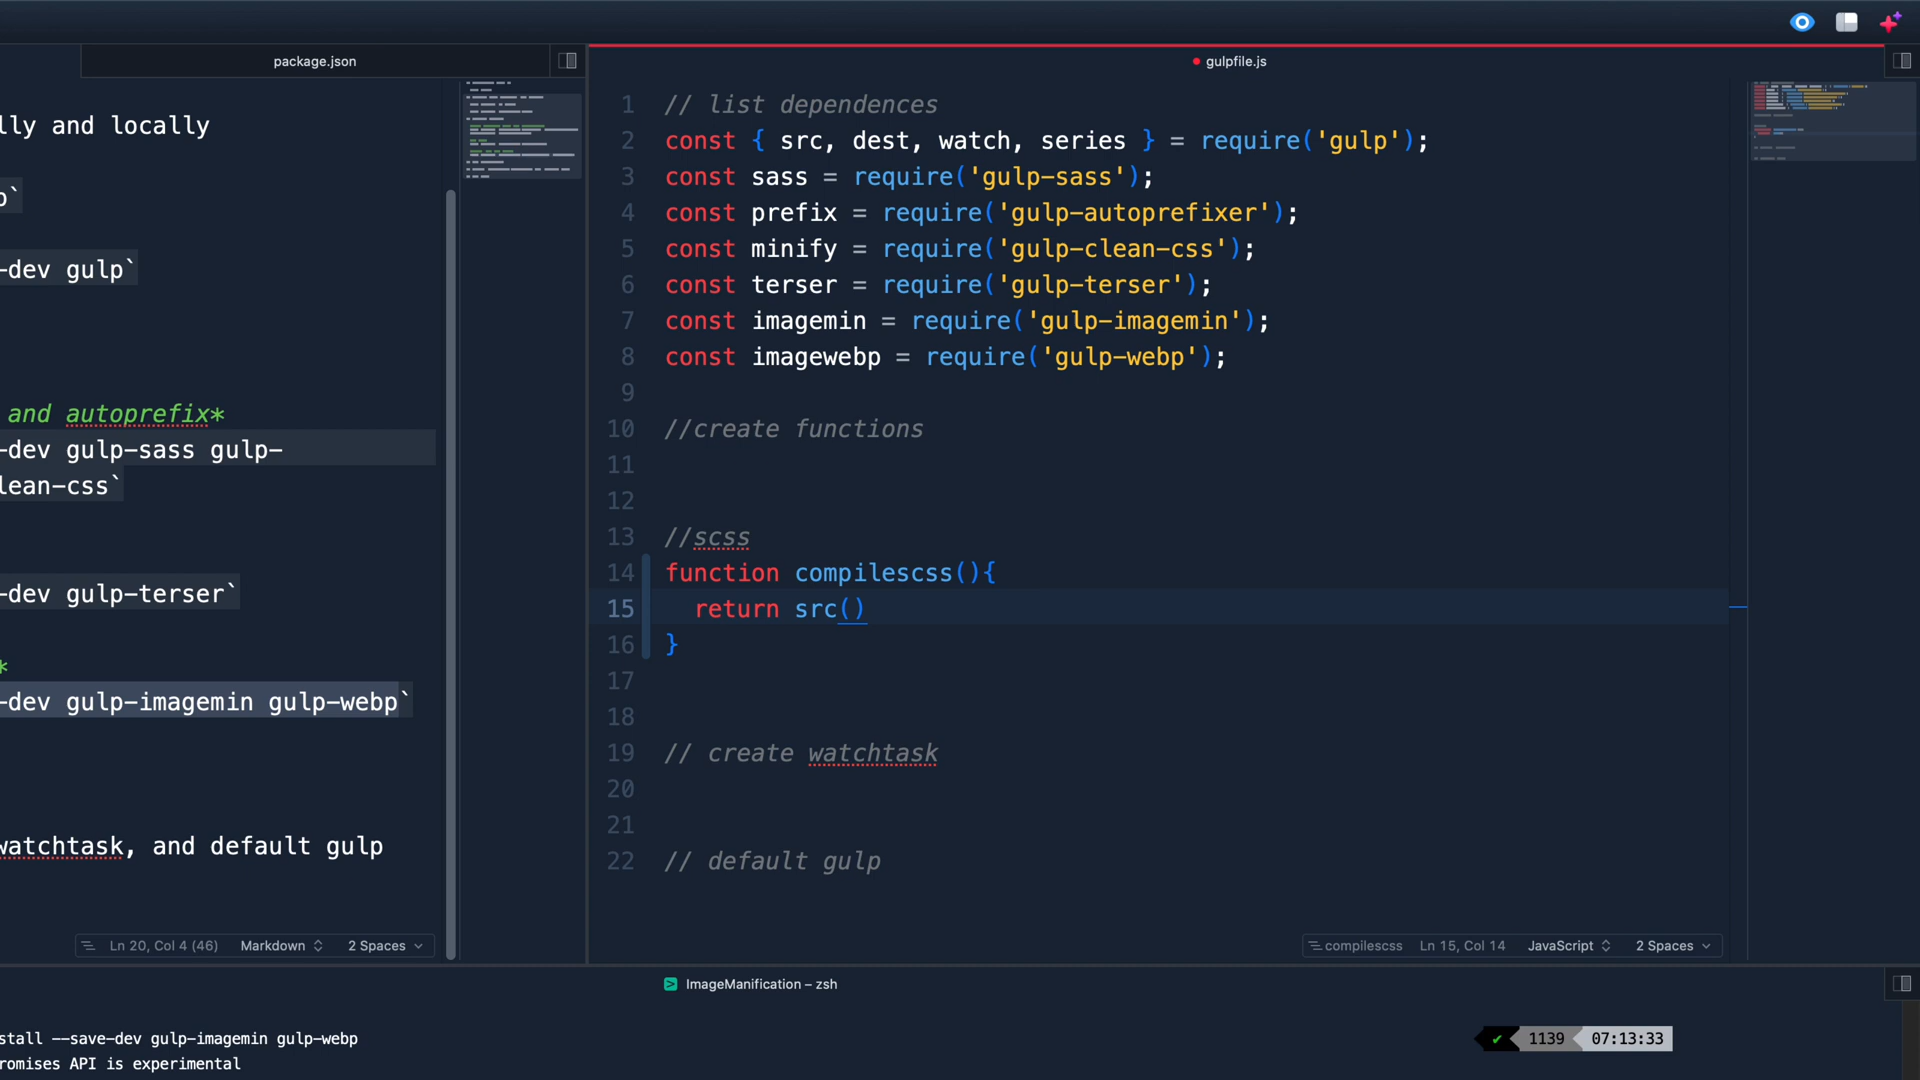 package.json
gulpfile.js
lly and locally
`
-dev gulp`
and autoprefix*
-dev gulp-sass gulp-
lean-css`
-dev gulp-terser`
*
-dev gulp-imagemin gulp-webp`
watchtask, and default gulp
Ln 20, Col 4 (46) Markdown 2 Spaces
1 // list dependences
2 const { src, dest, watch, series } = require('gulp');
3 const sass = require('gulp-sass');
4 const prefix = require('gulp-autoprefixer');
5 const minify = require('gulp-clean-css');
6 const terser = require('gulp-terser');
7 const imagemin = require('gulp-imagemin');
8 const imagewebp = require('gulp-webp');
9
10 //create functions
11
12
13 //scss
14 function compilescss(){
15 return src()
16 }
17
18
19 // create watchtask
20
21
22 // default gulp
compilescss Ln 15, Col 14 JavaScript 2 Spaces
ImageManification – zsh
stall --save-dev gulp-imagemin gulp-webp
romises API is experimental
✔ 1139 07:13:33